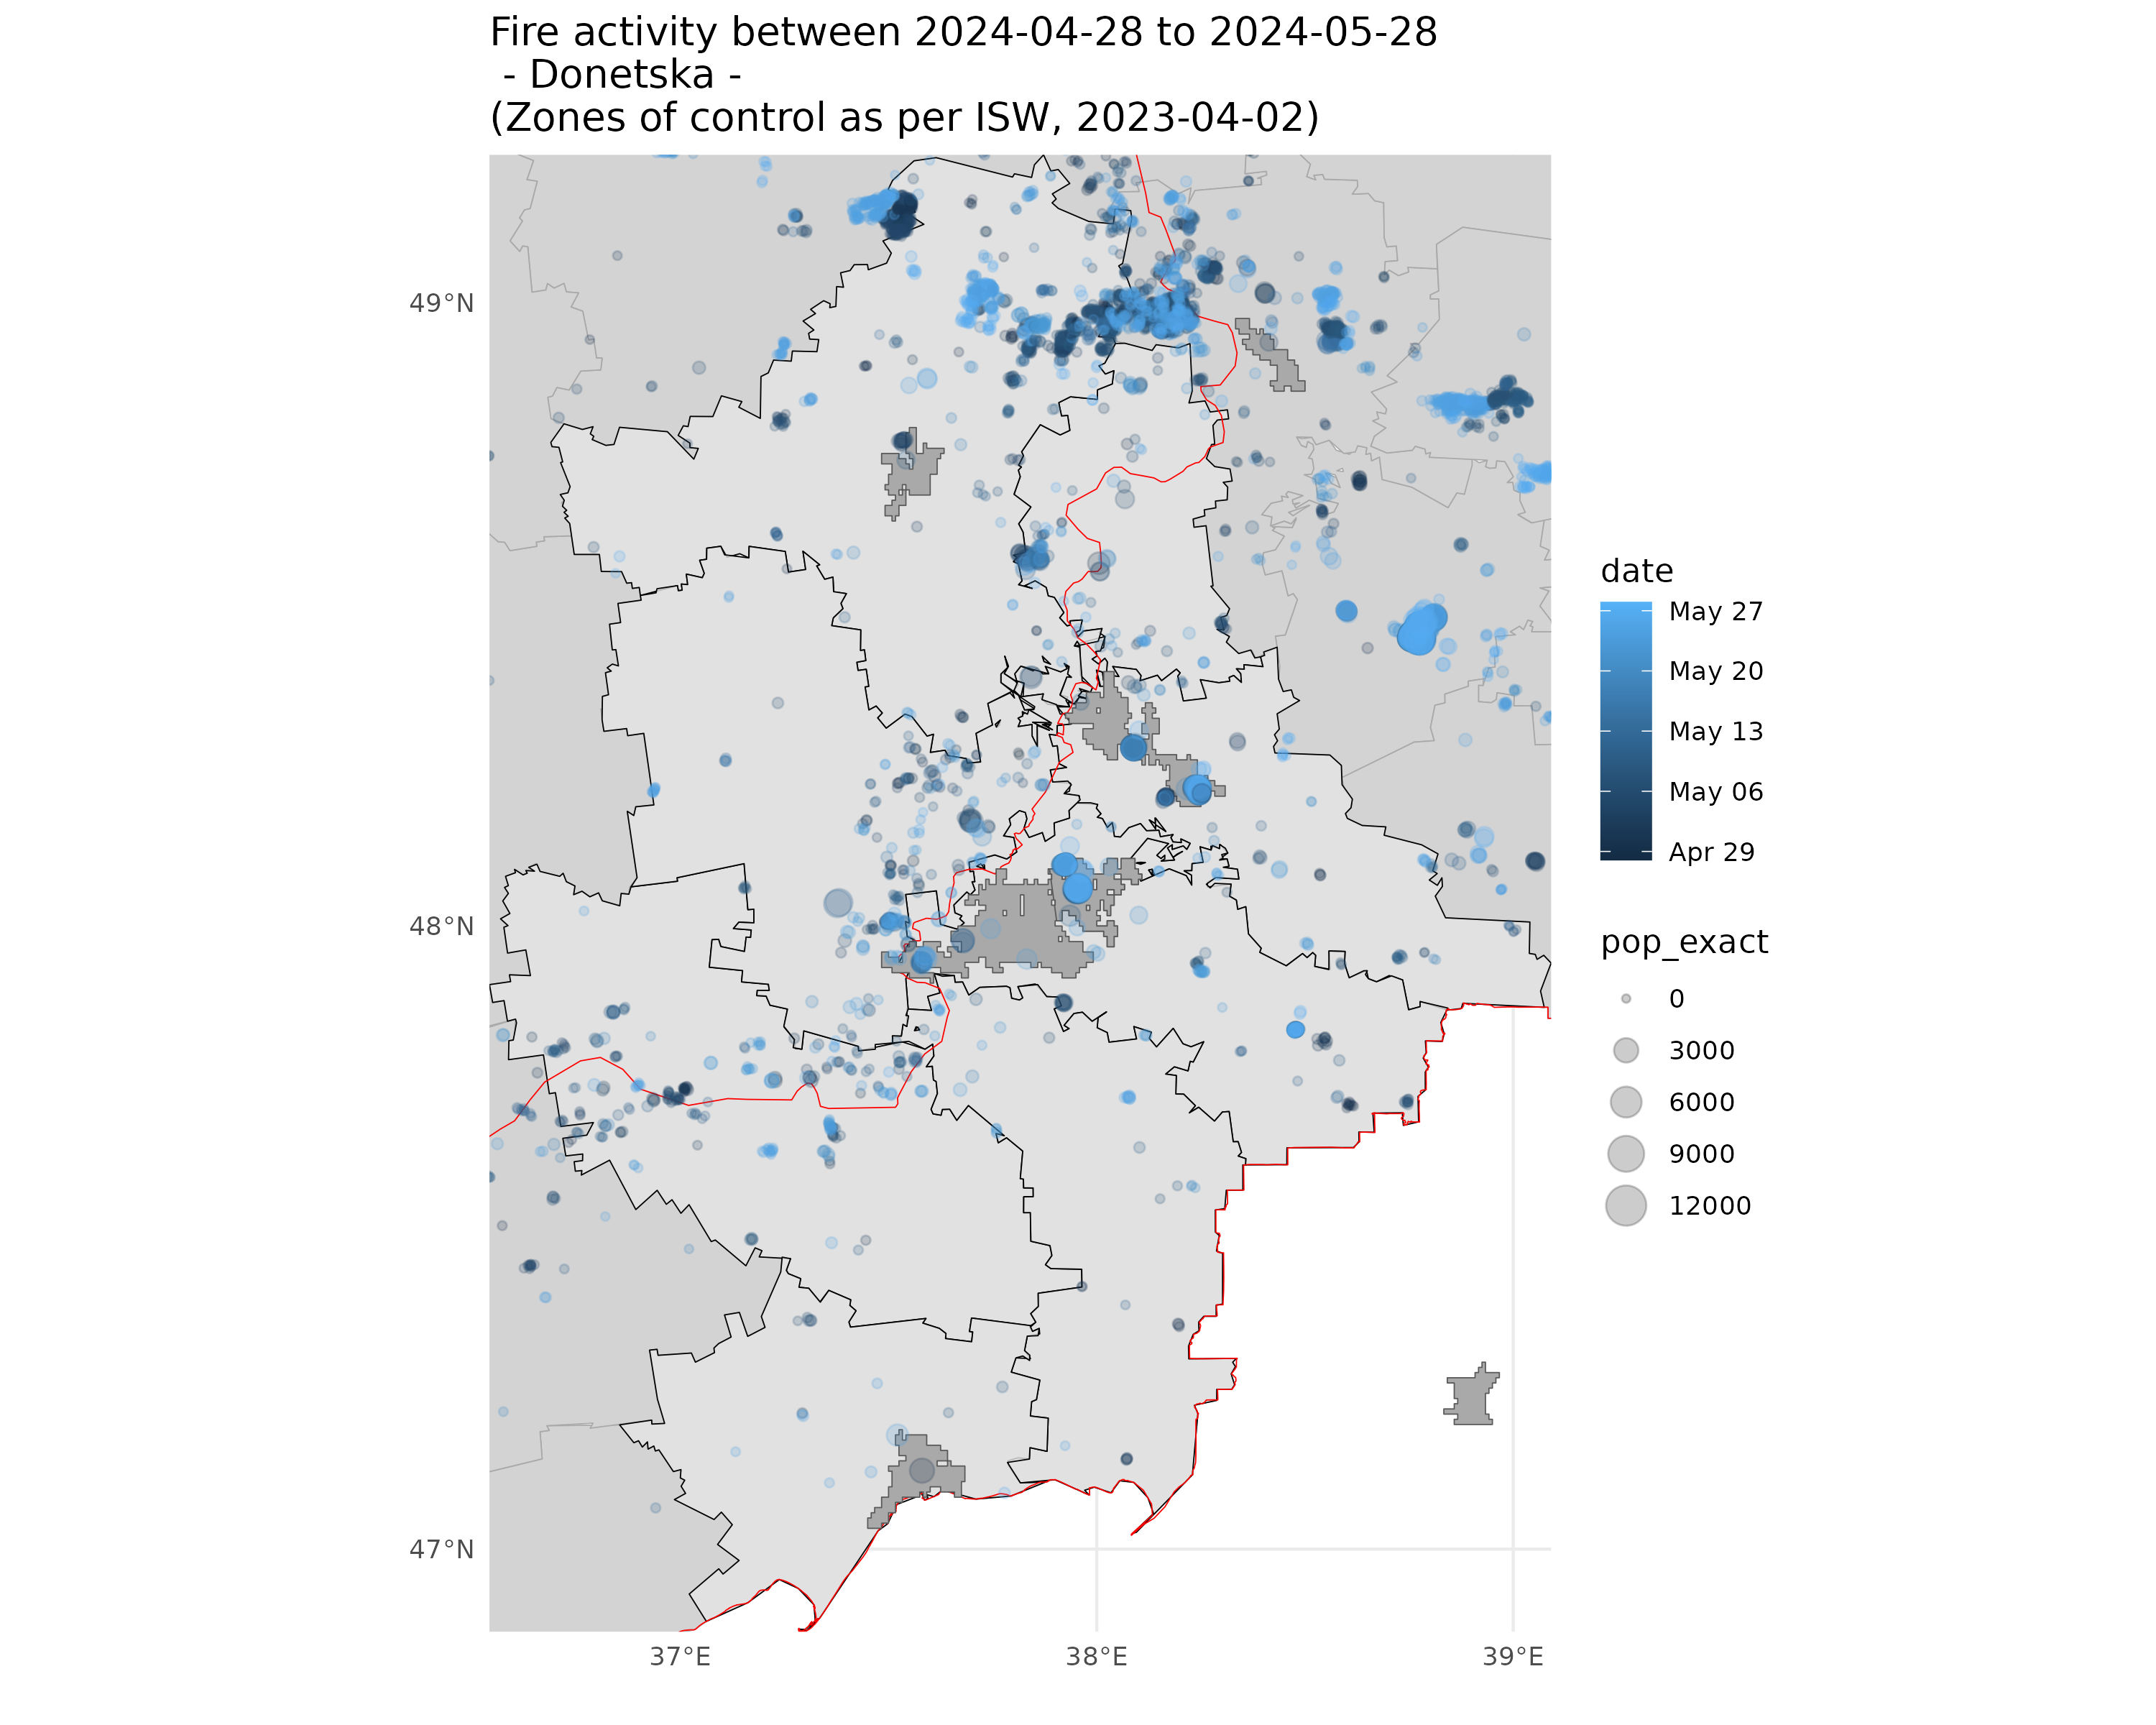 Fire activity between 2024-04-28 to 2024-05-28
- Donetska -
(Zones of control as per ISW, 2023-04-02)
49°N
48°N
47°N
37°E
38°E
39°E
date
May 27
May 20
May 13
May 06
Apr 29
pop_exact
0
3000
6000
9000
12000